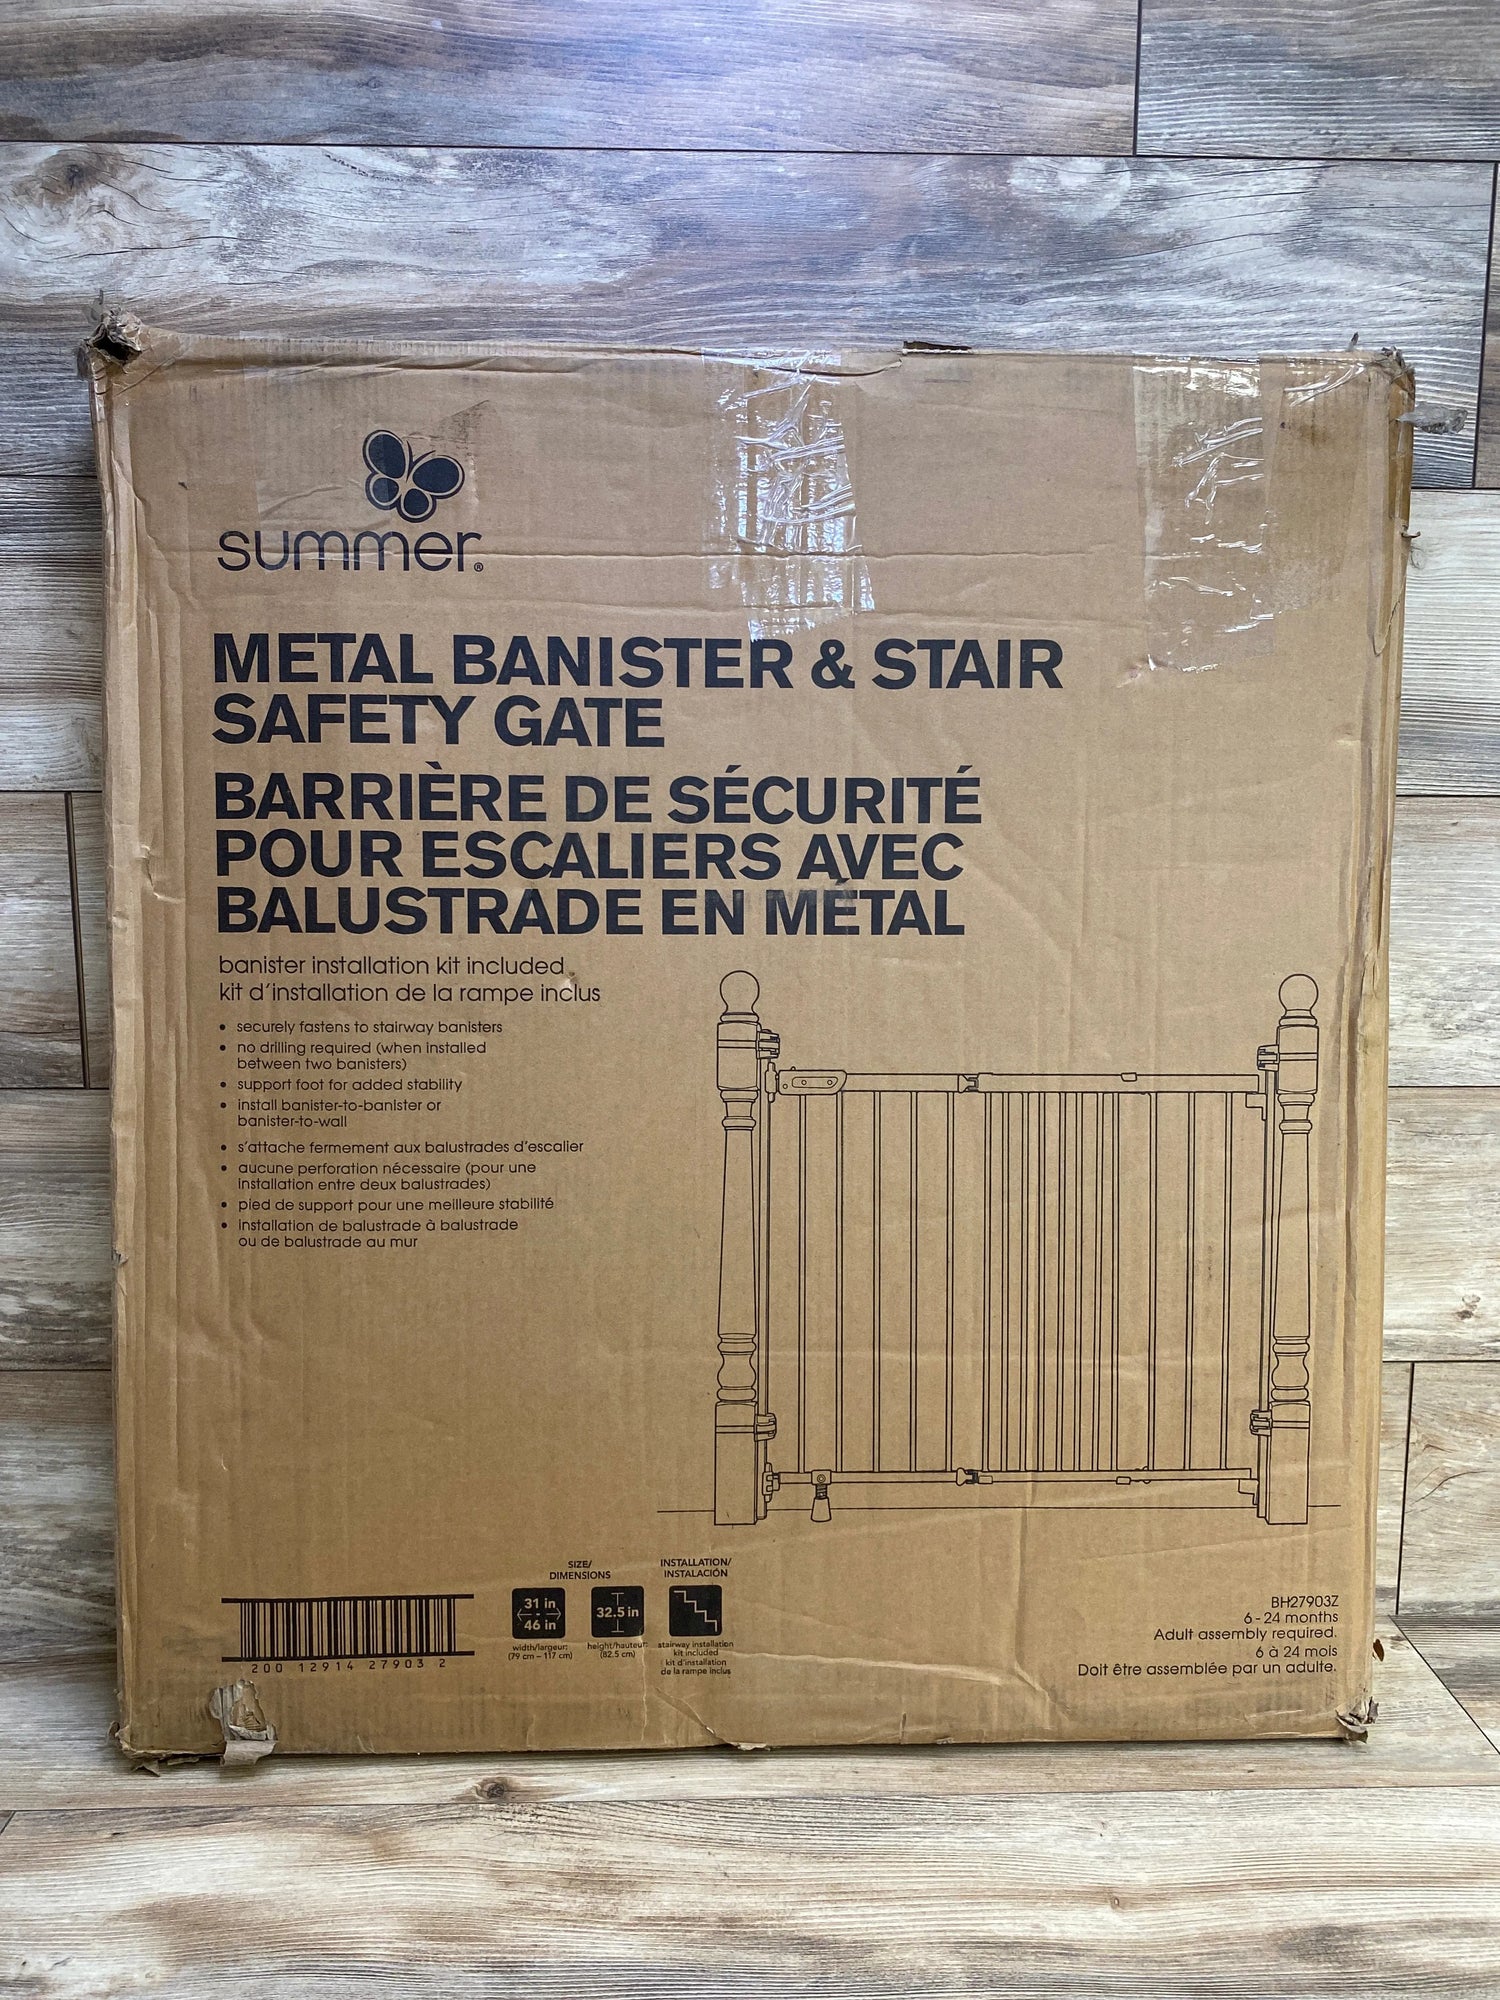 summer®
METAL BANISTER & STAIR
SAFETY GATE
BARRIÈRE DE SÉCURITÉ
POUR ESCALIERS AVEC
BALUSTRADE EN MÉTAL
banister installation kit included
kit d'installation de la rampe inclus
• securely fastens to stairway banisters
• no drilling required (when installed
between two banisters)
• support foot for added stability
• install banister-to-banister or
banister-to-wall
• s'attache fermement aux balustrades d'escalier
• aucune perforation nécessaire (pour une
installation entre deux balustrades)
• pied de support pour une meilleure stabilité
• installation de balustrade à balustrade
ou de balustrade au mur
200 12914 27903 2
SIZE/
DIMENSIONS
31 in
46 in
width/largeur:
(79 cm – 117 cm)
32.5 in
height/hauteur:
(82.5 cm)
INSTALLATION/
INSTALACIÓN
stairway installation
kit included
kit d'installation
de la rampe inclus
BH27903Z
6 - 24 months
Adult assembly required.
6 à 24 mois
Doit être assemblée par un adulte.